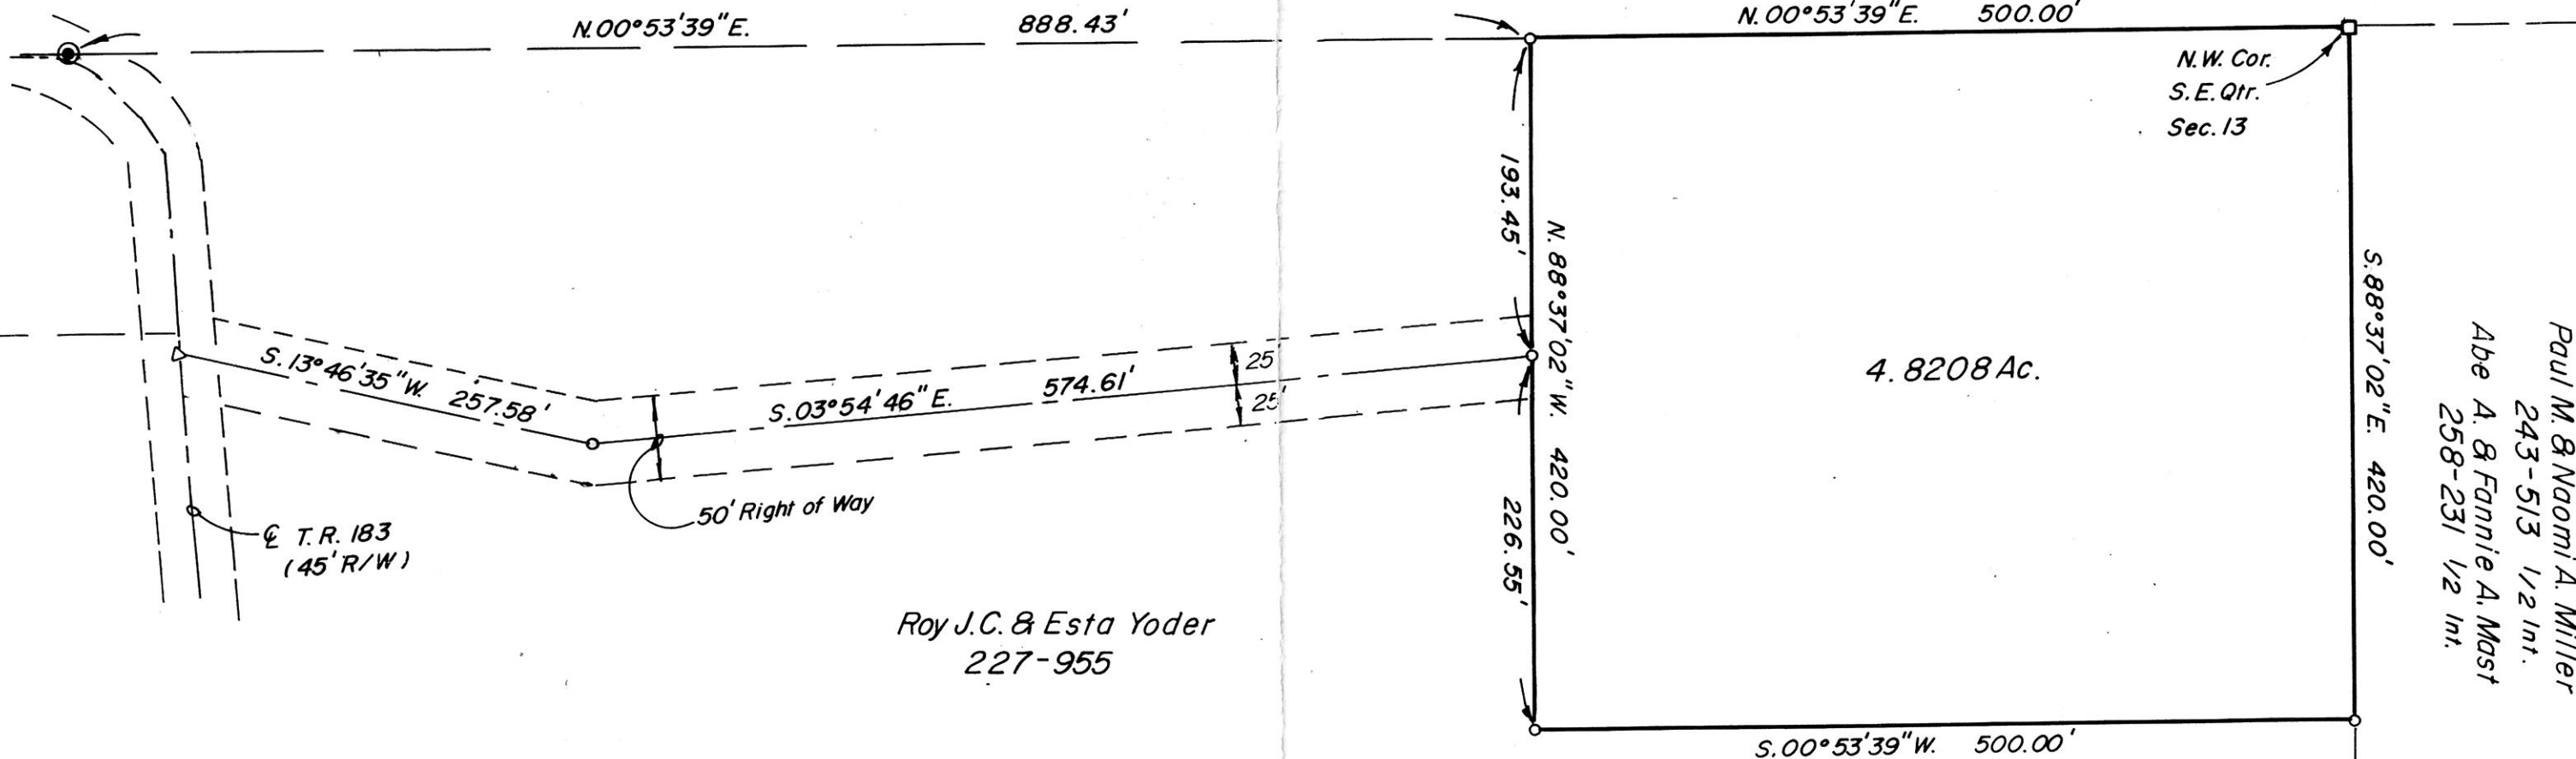 N.00°53'39"E. 888.43'
N.00°53'39"E. 500.00'
N.W. Cor.
S.E. Qtr.
Sec. 13
193.45'
N. 88°37'02"W. 420.00'
226.55'
S. 13°46'35"W. 257.58'
S.03°54'46"E. 574.61'
25'
25'
50' Right of Way
℄ T.R. 183
(45' R/W)
4.8208 Ac.
S.88°37'02"E. 420.00'
Paul M. & Naomi A. Miller
243-513 1/2 Int.
Abe A. & Fannie A. Mast
258-231 1/2 Int.
Roy J.C. & Esta Yoder
227-955
S.00°53'39"W. 500.00'